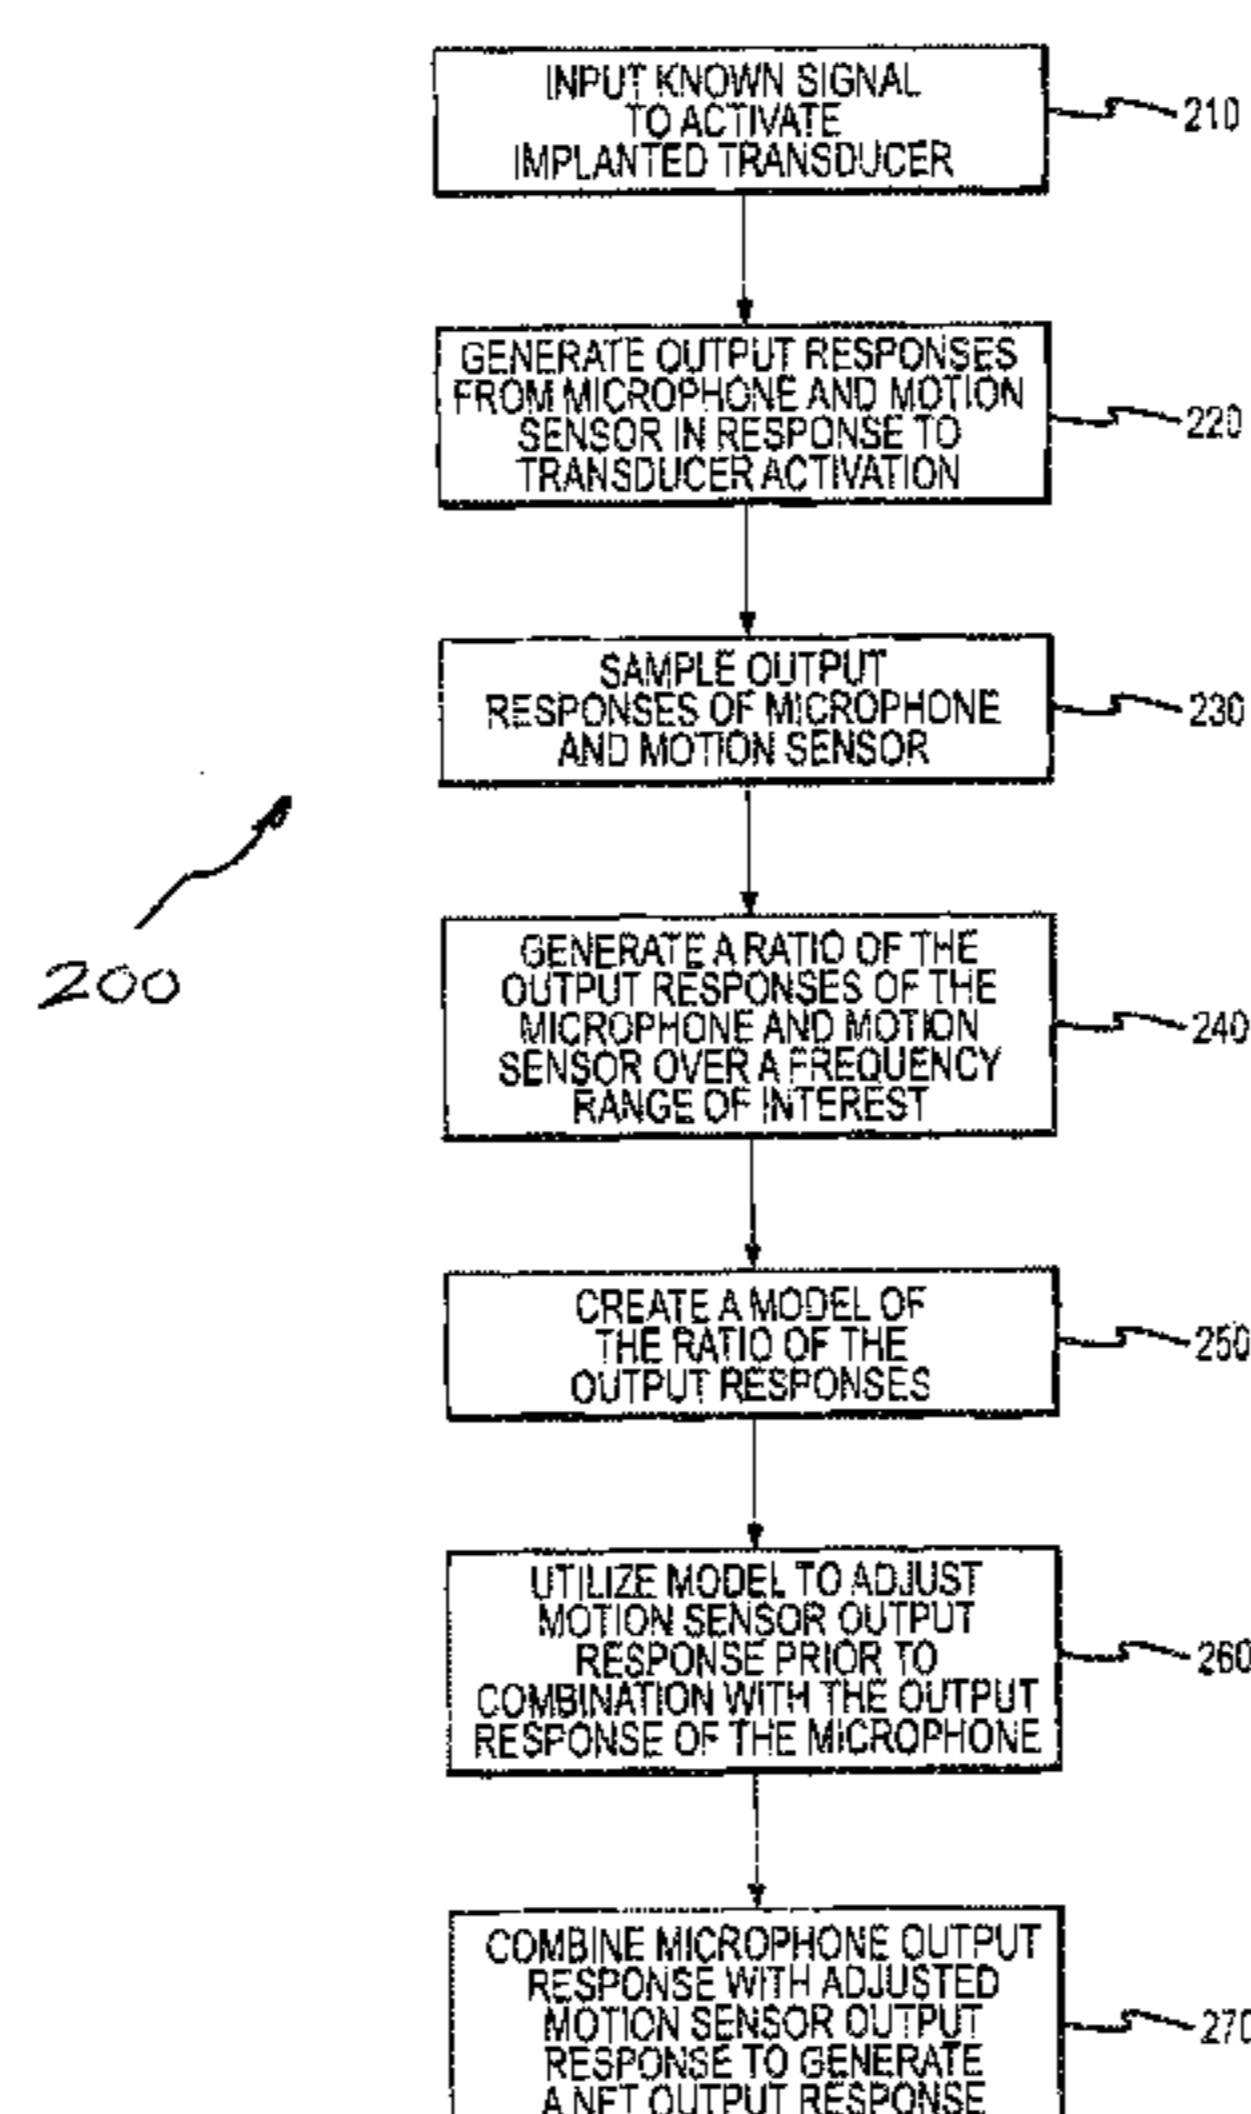 INPUT KNOWN SIGNAL
TO ACTIVATE
IMPLANTED TRANSDUCER
210
GENERATE OUTPUT RESPONSES
FROM MICROPHONE AND MOTION
SENSOR IN RESPONSE TO
TRANSDUCER ACTIVATION
220
SAMPLE OUTPUT
RESPONSES OF MICROPHONE
AND MOTION SENSOR
230
200
GENERATE A RATIO OF THE
OUTPUT RESPONSES OF THE
MICROPHONE AND MOTION
SENSOR OVER A FREQUENCY
RANGE OF INTEREST
240
CREATE A MODEL OF
THE RATIO OF THE
OUTPUT RESPONSES
250
UTILIZE MODEL TO ADJUST
MOTION SENSOR OUTPUT
RESPONSE PRIOR TO
COMBINATION WITH THE OUTPUT
RESPONSE OF THE MICROPHONE
260
COMBINE MICROPHONE OUTPUT
RESPONSE WITH ADJUSTED
MOTION SENSOR OUTPUT
RESPONSE TO GENERATE
A NET OUTPUT RESPONSE
270